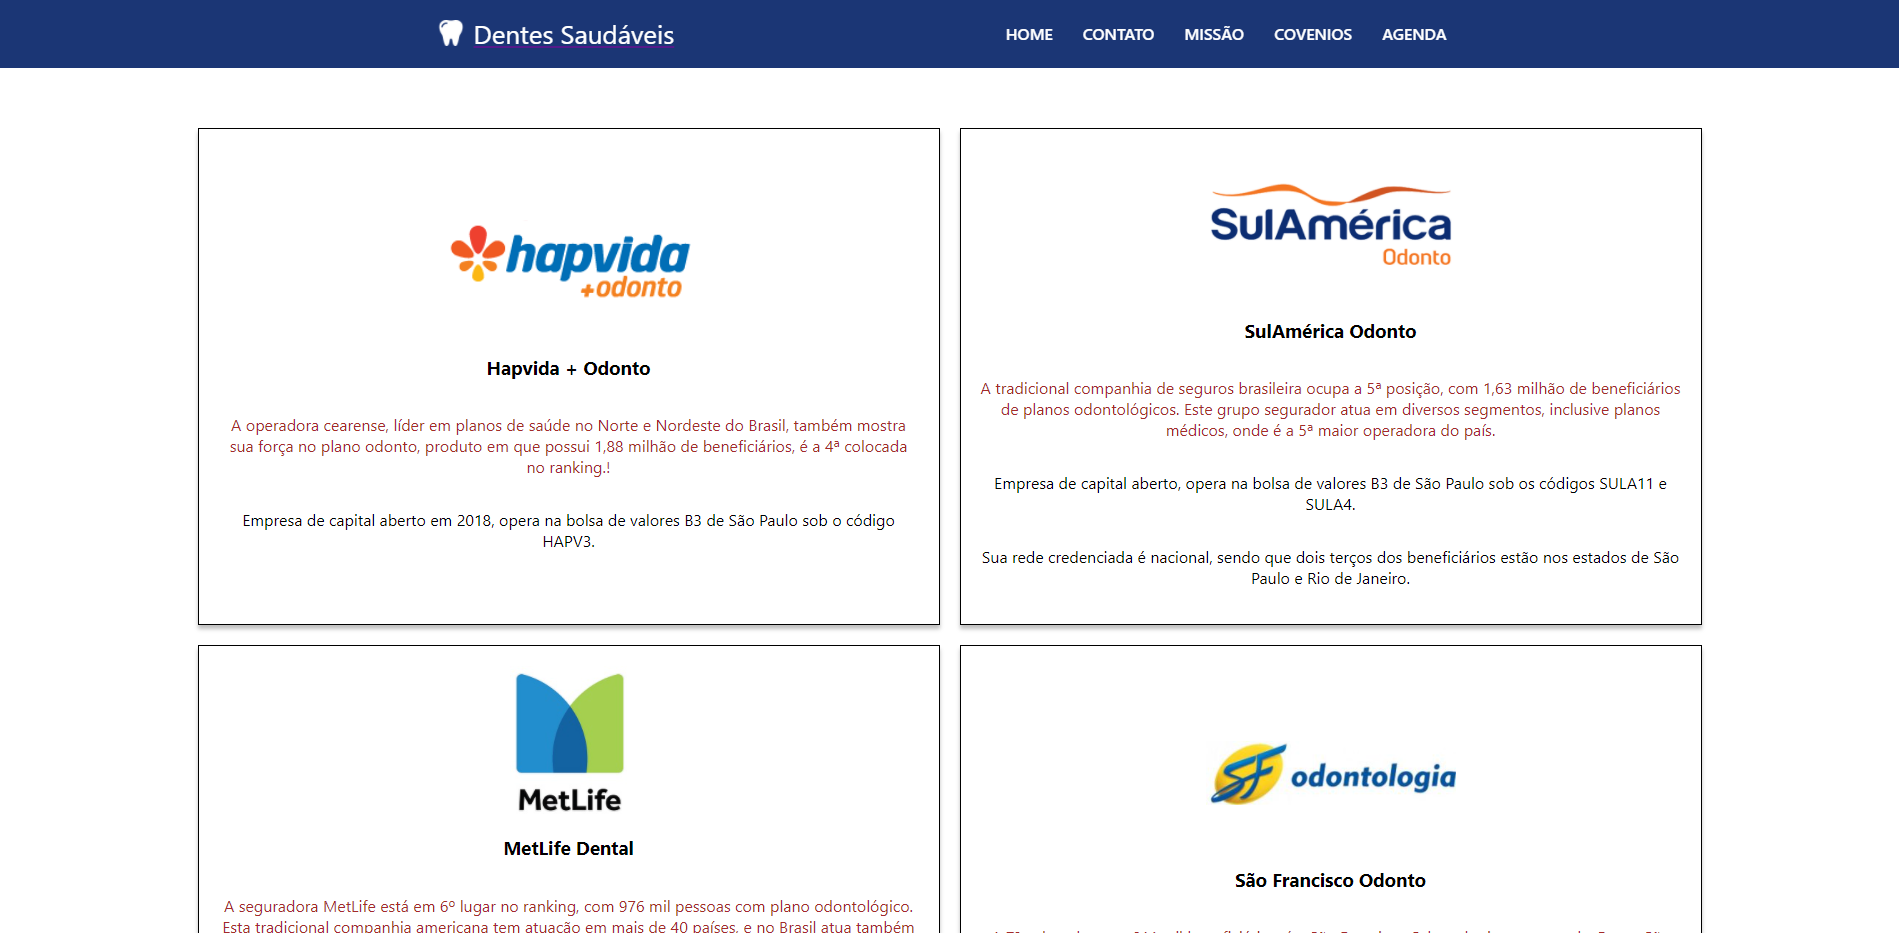 Dentes Saudáveis
HOME CONTATO MISSÃO COVENIOS AGENDA
hapvida
+odonto
Hapvida + Odonto
A operadora cearense, líder em planos de saúde no Norte e Nordeste do Brasil, também mostra
sua força no plano odonto, produto em que possui 1,88 milhão de beneficiários, é a 4ª colocada
no ranking.!
Empresa de capital aberto em 2018, opera na bolsa de valores B3 de São Paulo sob o código
HAPV3.
SulAmérica
Odonto
SulAmérica Odonto
A tradicional companhia de seguros brasileira ocupa a 5ª posição, com 1,63 milhão de beneficiários
de planos odontológicos. Este grupo segurador atua em diversos segmentos, inclusive planos
médicos, onde é a 5ª maior operadora do país.
Empresa de capital aberto, opera na bolsa de valores B3 de São Paulo sob os códigos SULA11 e
SULA4.
Sua rede credenciada é nacional, sendo que dois terços dos beneficiários estão nos estados de São
Paulo e Rio de Janeiro.
MetLife
MetLife Dental
A seguradora MetLife está em 6º lugar no ranking, com 976 mil pessoas com plano odontológico.
Esta tradicional companhia americana tem atuação em mais de 40 países, e no Brasil atua também
SF odontologia
São Francisco Odonto